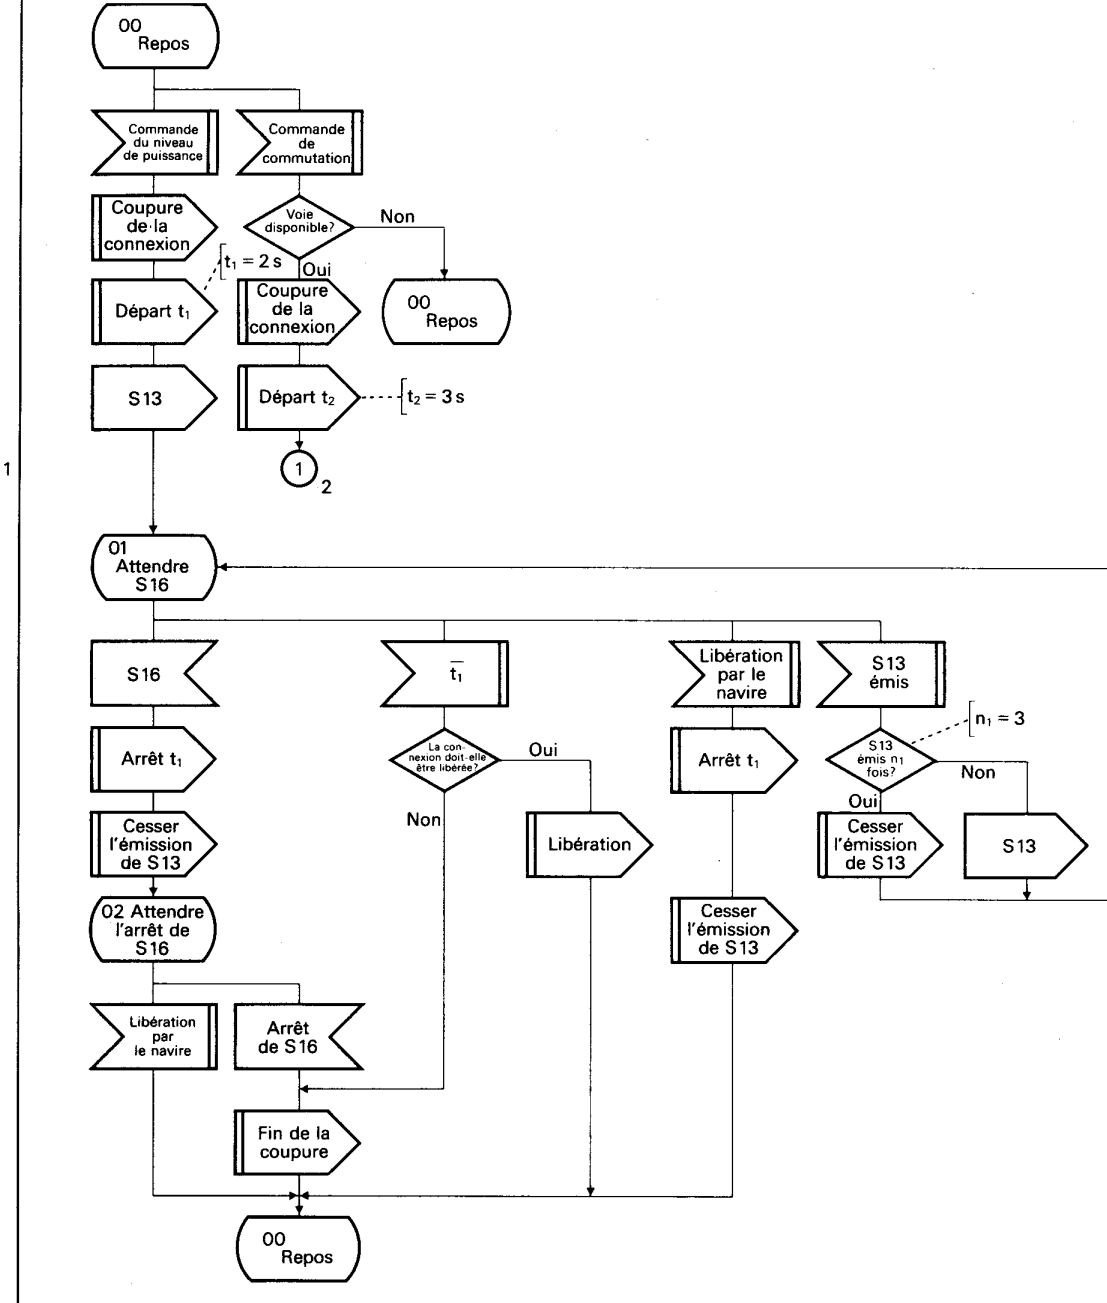 00
Repos
Commande
du niveau
de puissance
Commande
de
commutation
Coupure
de la
connexion
Voie
disponible?
Non
t₁ = 2 s
Oui
Départ t₁
Coupure
de la
connexion
00
Repos
S13
Départ t₂
t₂ = 3 s
1
1
2
01
Attendre
S16
S16
t₁
Libération
par le
navire
S13
émis
n₁ = 3
Arrêt t₁
La con-
nexion doit-elle
être libérée?
Oui
Non
Arrêt t₁
S13
émis n₁
fois?
Non
Oui
Cesser
l'émission
de S13
Libération
Cesser
l'émission
de S13
S13
02 Attendre
l'arrêt de
S16
Cesser
l'émission
de S13
Libération
par
le navire
Arrêt
de S16
Fin de la
coupure
00
Repos